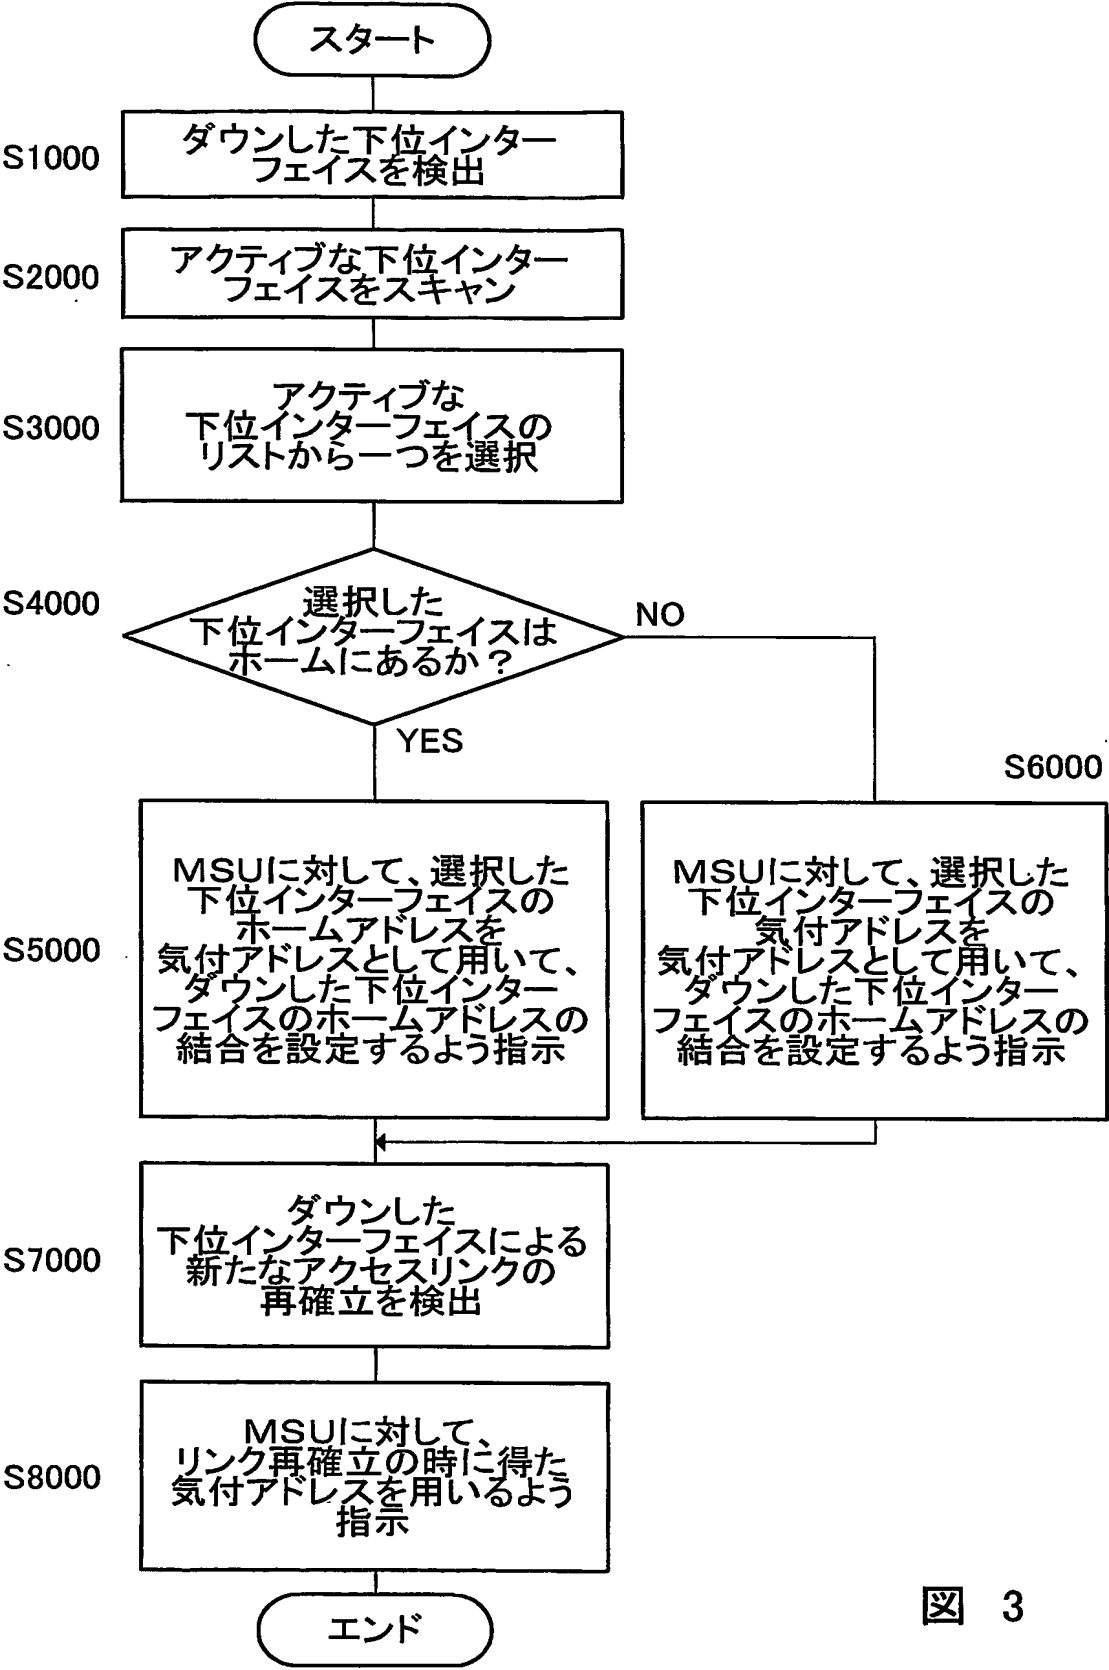 スタート
S1000
ダウンした下位インター
フェイスを検出
S2000
アクティブな下位インター
フェイスをスキャン
S3000
アクティブな
下位インターフェイスの
リストから一つを選択
S4000
選択した
下位インターフェイスは
ホームにあるか？
NO
YES
S6000
S5000
ＭＳＵに対して、選択した
下位インターフェイスの
ホームアドレスを
気付アドレスとして用いて、
ダウンした下位インター
フェイスのホームアドレスの
結合を設定するよう指示
ＭＳＵに対して、選択した
下位インターフェイスの
気付アドレスを
気付アドレスとして用いて、
ダウンした下位インター
フェイスのホームアドレスの
結合を設定するよう指示
S7000
ダウンした
下位インターフェイスによる
新たなアクセスリンクの
再確立を検出
S8000
ＭＳＵに対して、
リンク再確立の時に得た
気付アドレスを用いるよう
指示
エンド
図 3